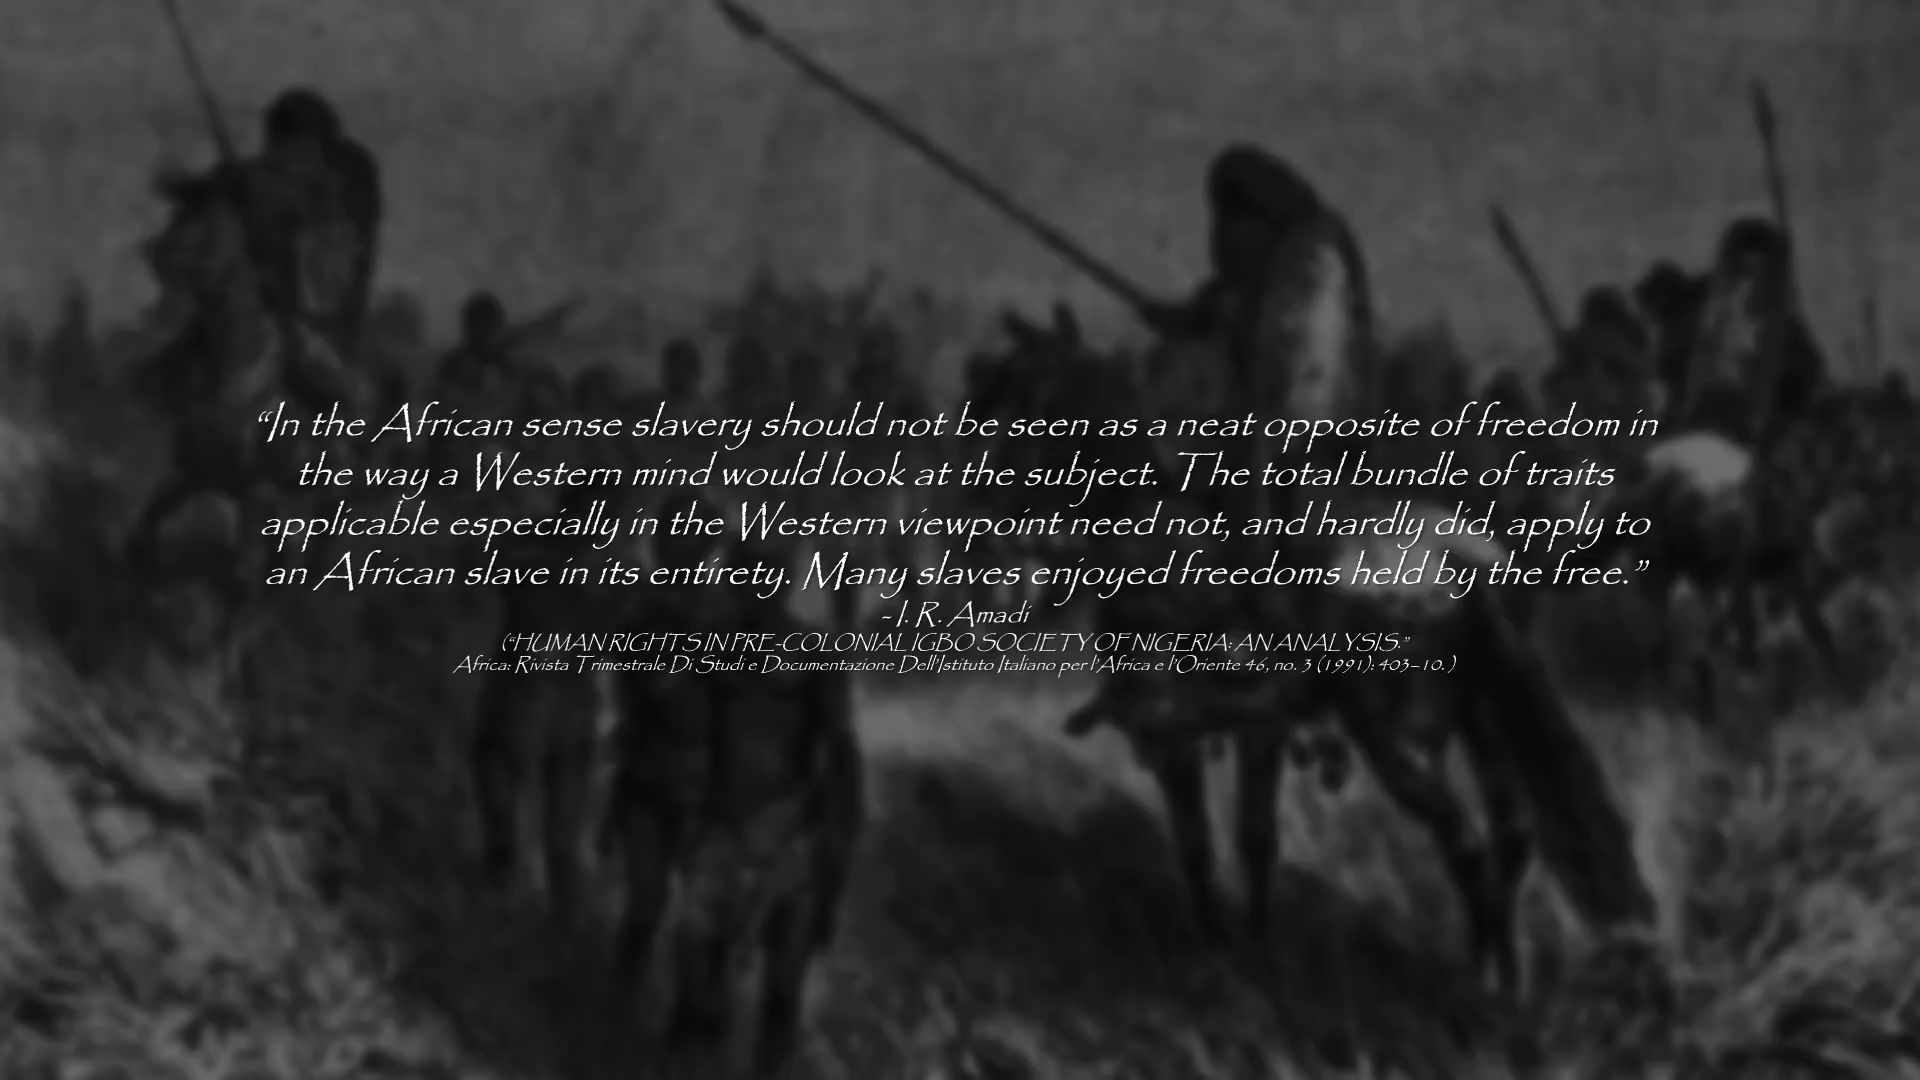 “In the African sense slavery should not be seen as a neat opposite of freedom in
the way a Western mind would look at the subject. The total bundle of traits
applicable especially in the Western viewpoint need not, and hardly did, apply to
an African slave in its entirety. Many slaves enjoyed freedoms held by the free.”
- I. R. Amadi
(“HUMAN RIGHTS IN PRE-COLONIAL IGBO SOCIETY OF NIGERIA: AN ANALYSIS.”
Africa: Rivista Trimestrale Di Studi e Documentazione Dell’Istituto Italiano per l’Africa e l’Oriente 46, no. 3 (1991): 403–10. )